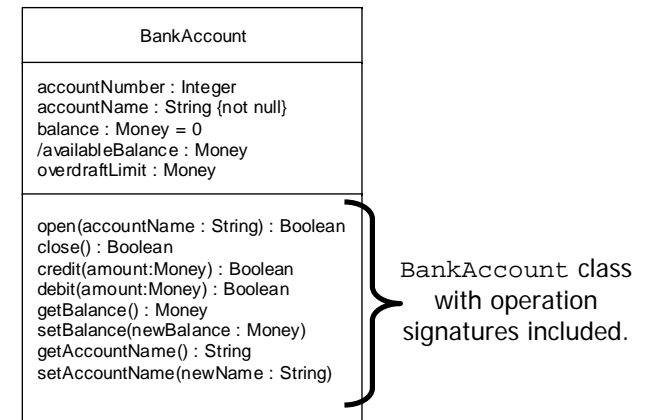 BankAccount
accountNumber : Integer
accountName : String {not null}
balance : Money = 0
/availableBalance : Money
overdraftLimit : Money
open(accountName : String) : Boolean
close() : Boolean
credit(amount:Money) : Boolean
debit(amount:Money) : Boolean
getBalance() : Money
setBalance(newBalance : Money)
getAccountName() : String
setAccountName(newName : String)
BankAccount class
with operation
signatures included.